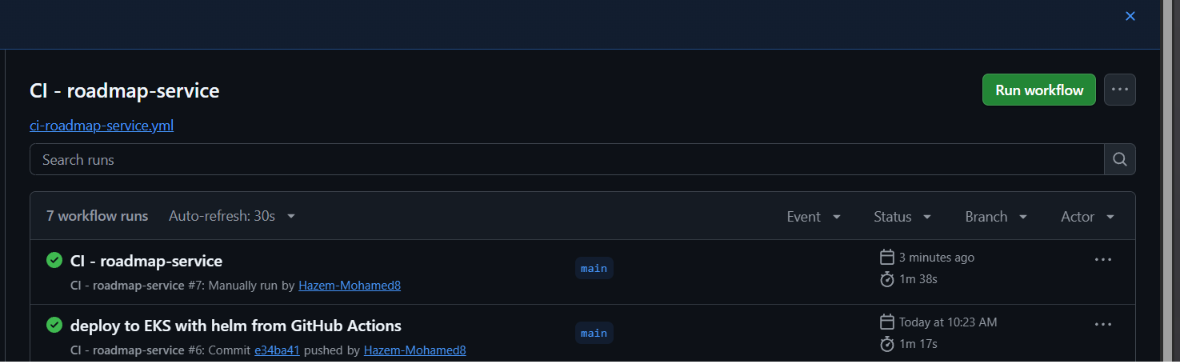 CI - roadmap-service
Run workflow
ci-roadmap-service.yml
Search runs
7 workflow runs Auto-refresh: 30s Event Status Branch Actor
CI - roadmap-service main 3 minutes ago
CI - roadmap-service #7: Manually run by Hazem-Mohamed8 1m 38s
deploy to EKS with helm from GitHub Actions main Today at 10:23 AM
CI - roadmap-service #6: Commit e34ba41 pushed by Hazem-Mohamed8 1m 17s